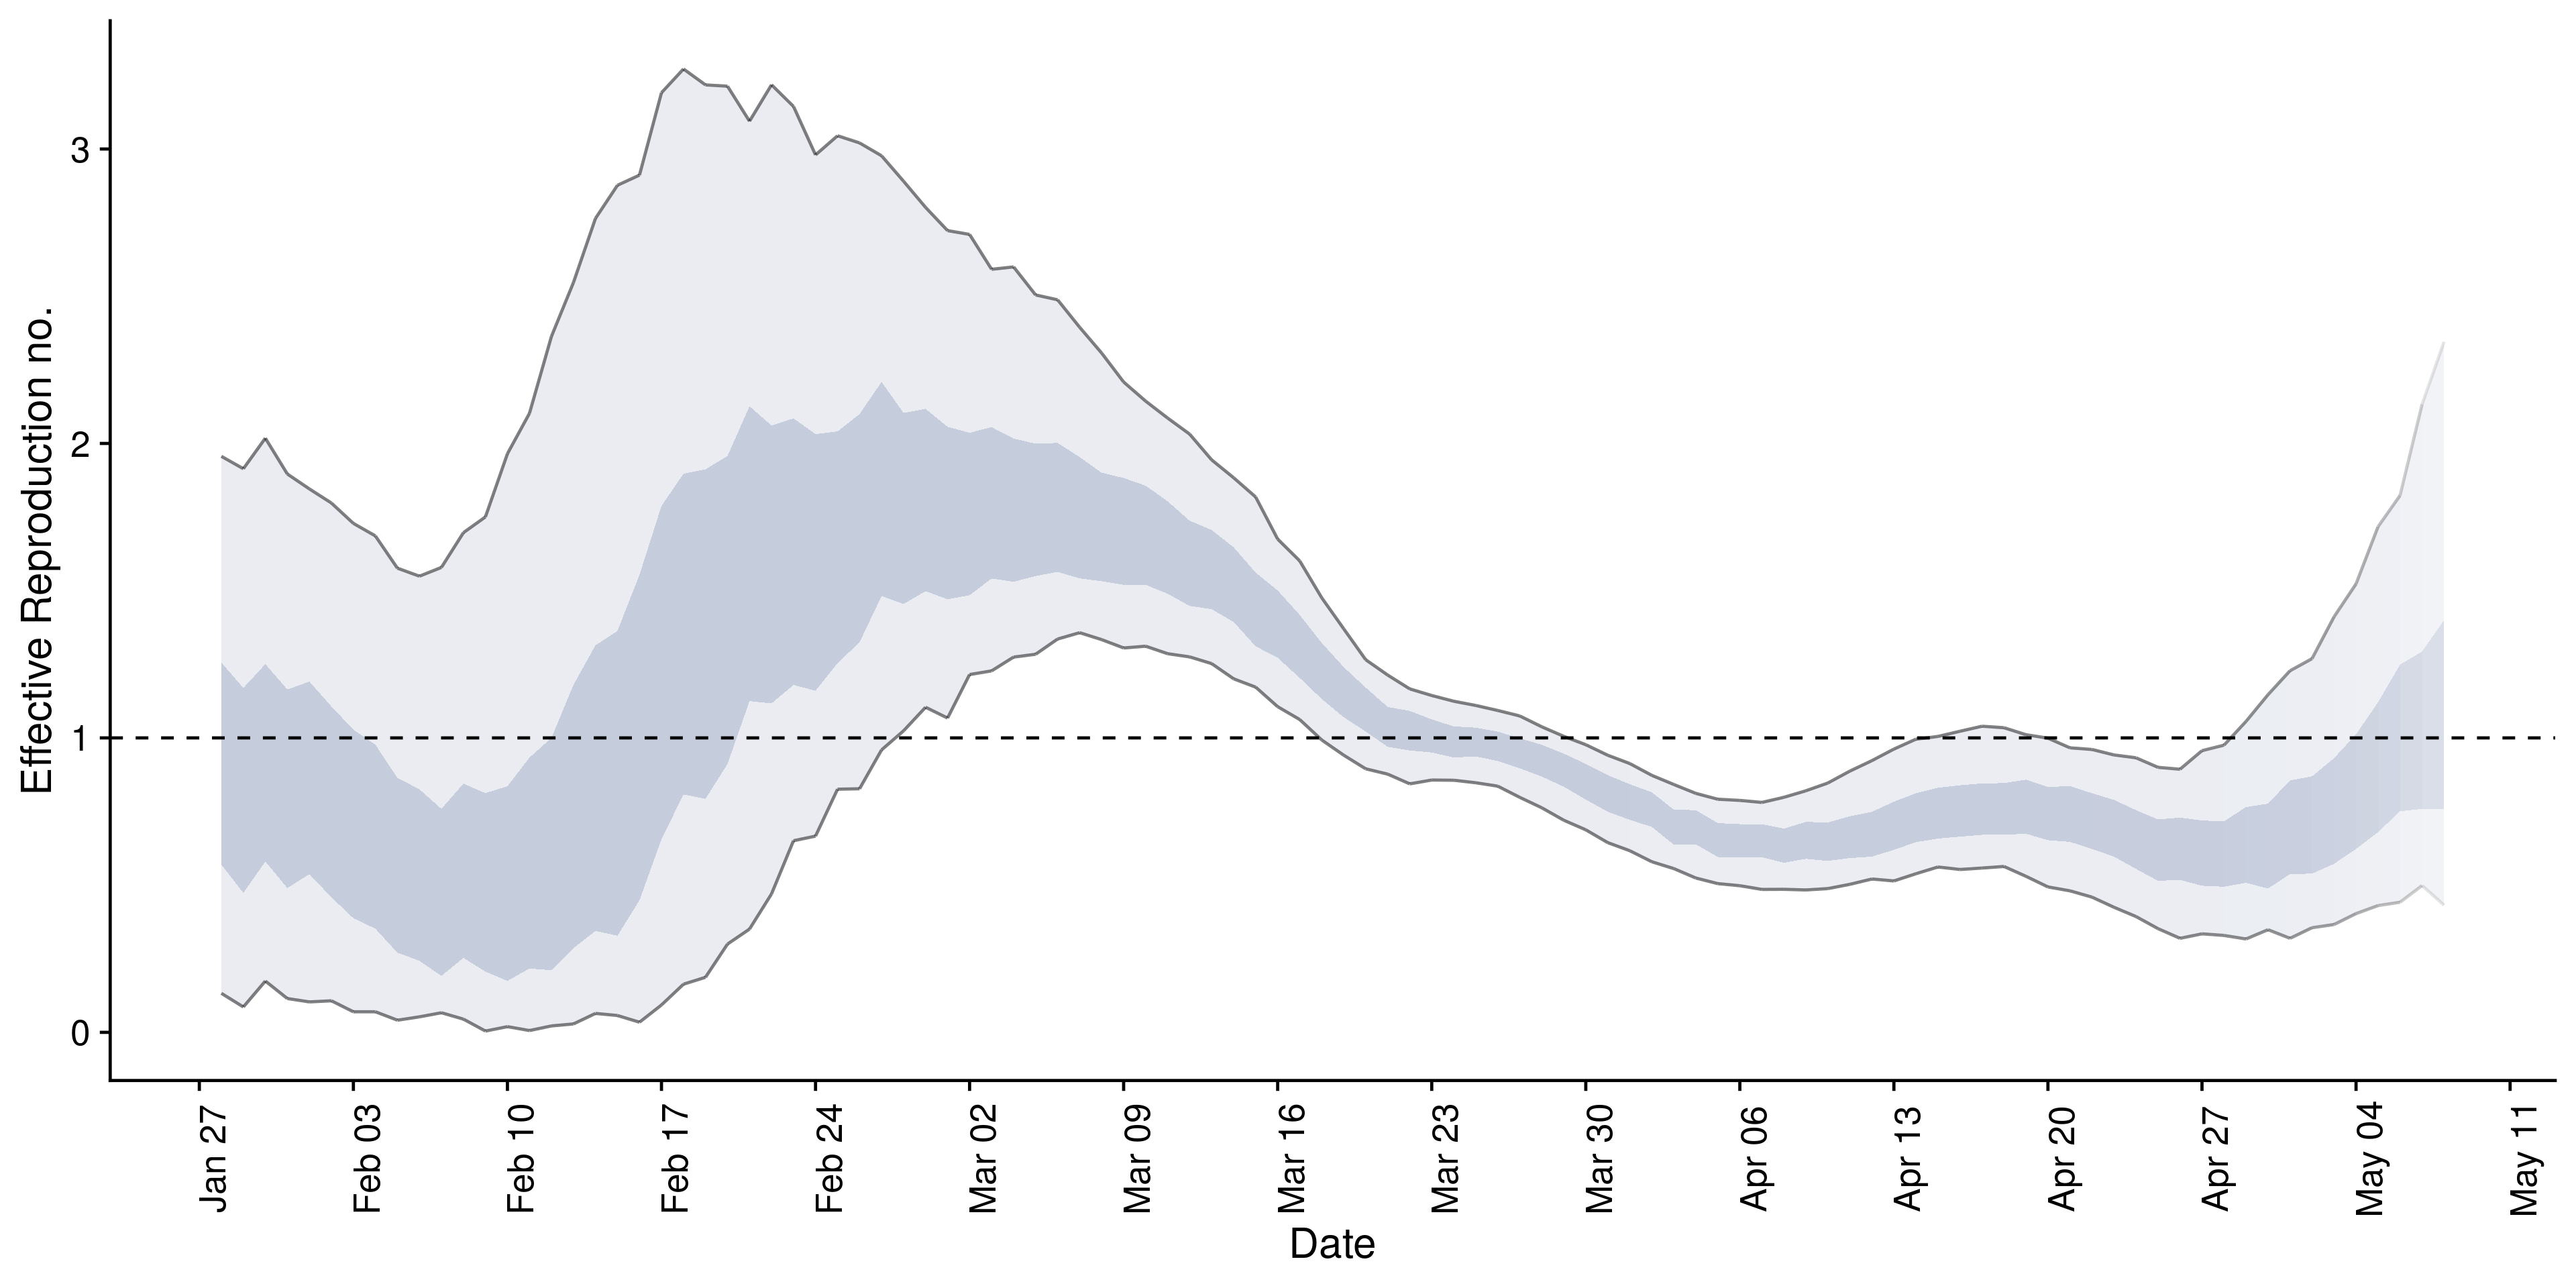 Effective Reproduction no.
3
2
1
0
Jan 27
Feb 03
Feb 10
Feb 17
Feb 24
Mar 02
Mar 09
Mar 16
Mar 23
Mar 30
Apr 06
Apr 13
Apr 20
Apr 27
May 04
May 11
Date